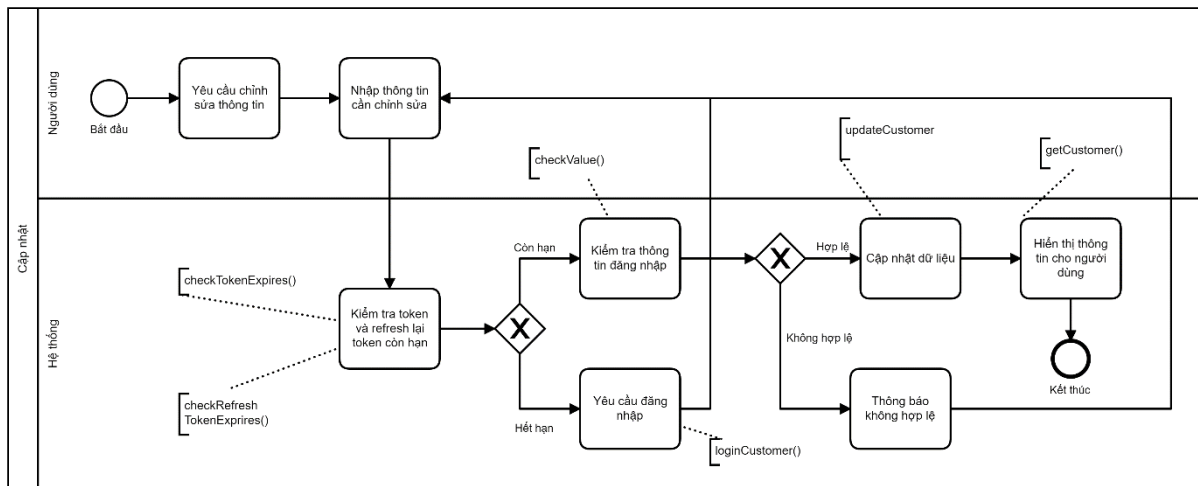 Cập nhật
Người dùng
Bắt đầu
Yêu cầu chỉnh
sửa thông tin
Nhập thông tin
cần chỉnh sửa
checkValue()
updateCustomer
getCustomer()
Hệ thống
checkTokenExpires()
checkRefresh
TokenExprires()
Kiểm tra token
và refresh lại
token còn hạn
Còn hạn
Hết hạn
Kiểm tra thông
tin đăng nhập
Yêu cầu đăng
nhập
loginCustomer()
Hợp lệ
Không hợp lệ
Cập nhật dữ liệu
Thông báo
không hợp lệ
Hiển thị thông
tin cho người
dùng
Kết thúc